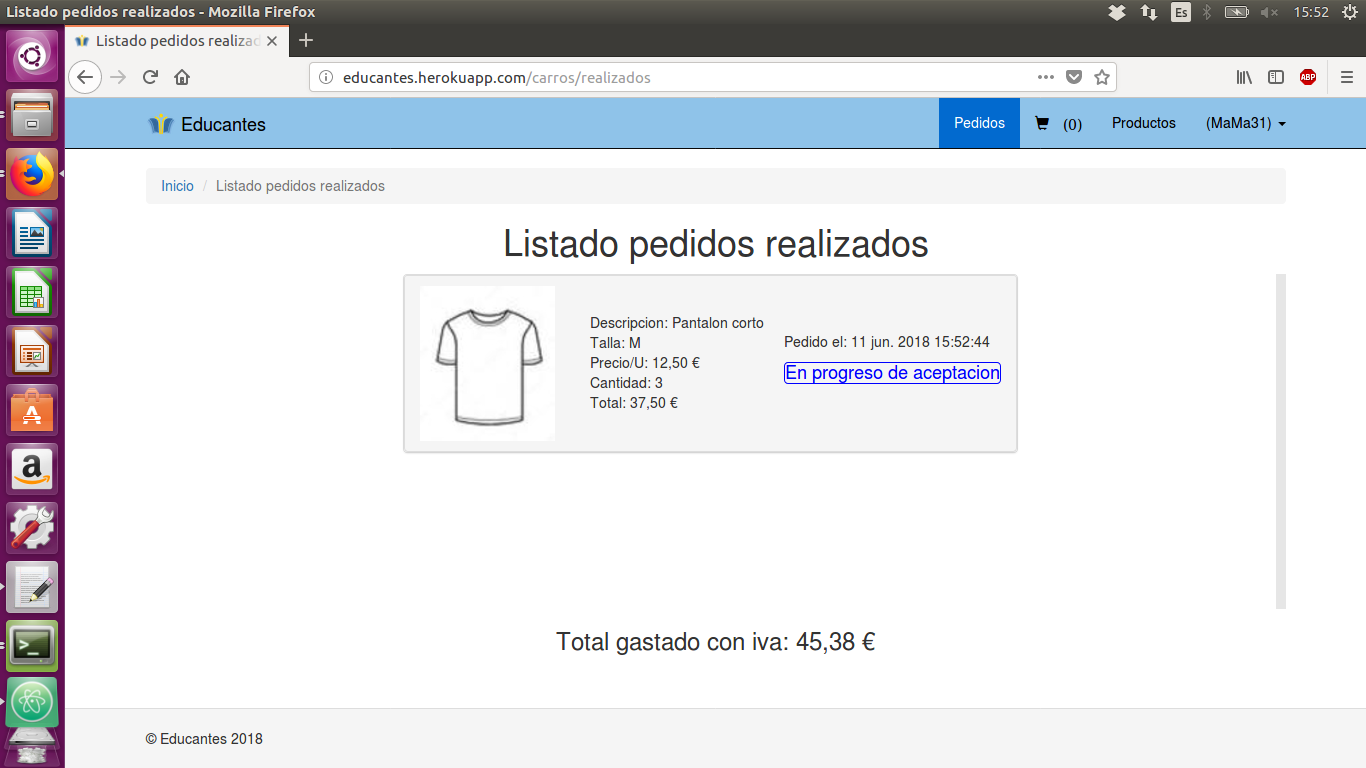 Listado pedidos realizados - Mozilla Firefox
Es
15:52
Listado pedidos realizad
educantes.herokuapp.com/carros/realizados
ABP
Educantes
Pedidos
(0)
Productos
(MaMa31)
Inicio / Listado pedidos realizados
Listado pedidos realizados
Descripcion: Pantalon corto
Talla: M
Precio/U: 12,50 €
Cantidad: 3
Total: 37,50 €
Pedido el: 11 jun. 2018 15:52:44
En progreso de aceptacion
Total gastado con iva: 45,38 €
© Educantes 2018